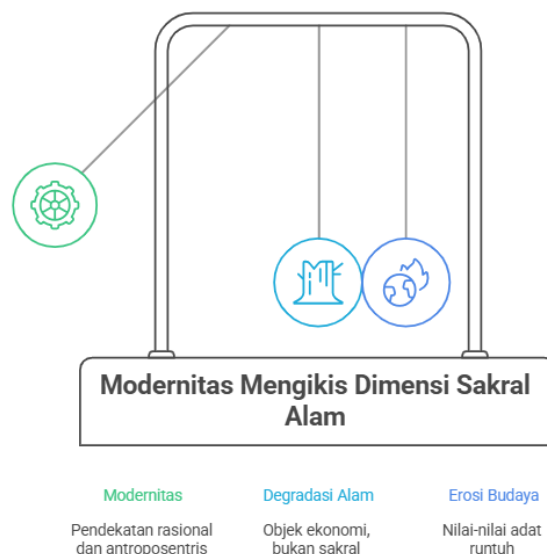 Modernitas Mengikis Dimensi Sakral
Alam
Modernitas
Pendekatan rasional
dan antroposentris
Degradasi Alam
Objek ekonomi,
bukan sakral
Erosi Budaya
Nilai-nilai adat
runtuh